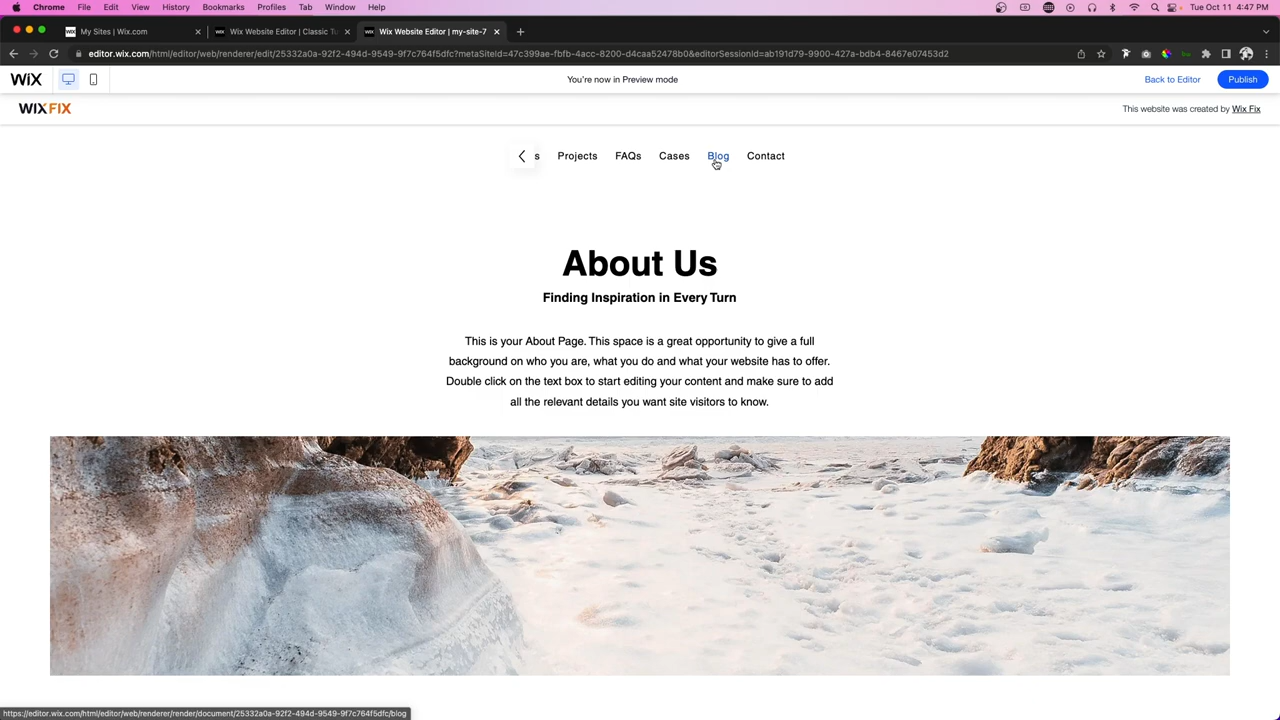 Chrome File Edit View History Bookmarks Profiles Tab Window Help Tue Oct 11 4:47 PM
WiX My Sites | Wix.com × WiX Wix Website Editor | Classic Tu × WiX Wix Website Editor | my-site-7 × +
editor.wix.com/html/editor/web/renderer/edit/25332a0a-92f2-494d-9549-9f7c764f5dfc?metaSiteId=47c399ae-fbfb-4acc-8200-d4caa52478b0&editorSessionId=ab191d79-9900-427a-bdb4-8467e07453d2
WiX You're now in Preview mode Back to Editor Publish
WIXFIX This website was created by Wix Fix
s Projects FAQs Cases Blog Contact
About Us
Finding Inspiration in Every Turn
This is your About Page. This space is a great opportunity to give a full
background on who you are, what you do and what your website has to offer.
Double click on the text box to start editing your content and make sure to add
all the relevant details you want site visitors to know.
https://editor.wix.com/html/editor/web/renderer/render/document/25332a0a-92f2-494d-9549-9f7c764f5dfc/blog